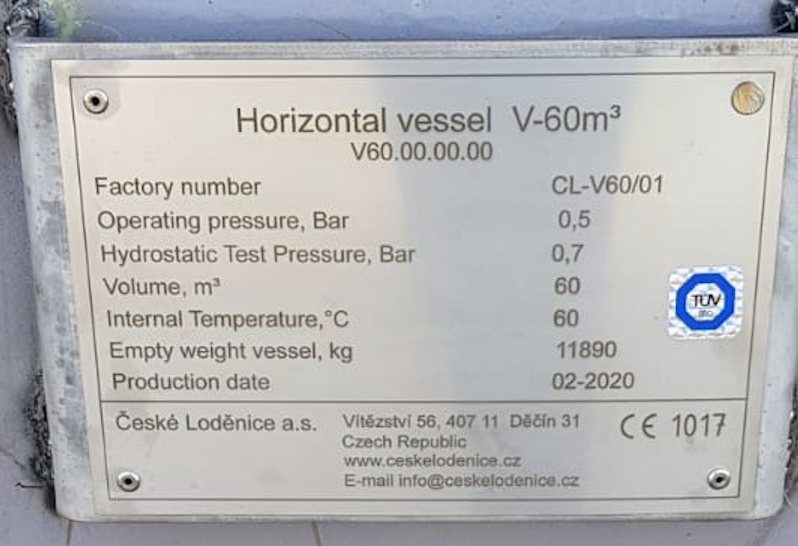 Horizontal vessel V-60m³
V60.00.00.00
Factory number CL-V60/01
Operating pressure, Bar 0,5
Hydrostatic Test Pressure, Bar 0,7
Volume, m³ 60
Internal Temperature,°C 60
Empty weight vessel, kg 11890
Production date 02-2020
TÜV
České Loděnice a.s. Vítězství 56, 407 11 Děčín 31
Czech Republic
www.ceskelodenice.cz
E-mail info@ceskelodenice.cz
CE 1017